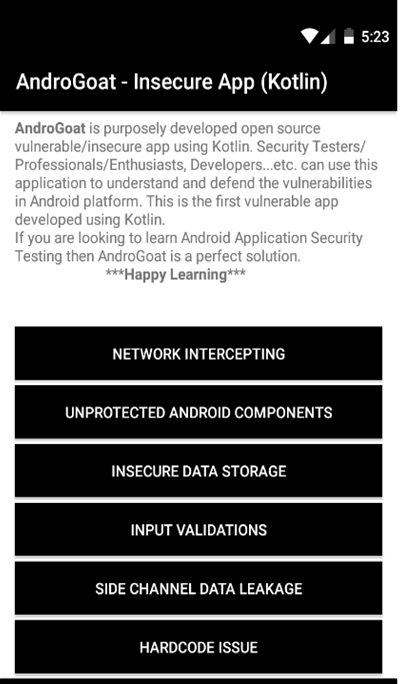 5:23
AndroGoat - Insecure App (Kotlin)
AndroGoat is purposely developed open source
vulnerable/insecure app using Kotlin. Security Testers/
Professionals/Enthusiasts, Developers...etc. can use this
application to understand and defend the vulnerabilities
in Android platform. This is the first vulnerable app
developed using Kotlin.
If you are looking to learn Android Application Security
Testing then AndroGoat is a perfect solution.
***Happy Learning***
NETWORK INTERCEPTING
UNPROTECTED ANDROID COMPONENTS
INSECURE DATA STORAGE
INPUT VALIDATIONS
SIDE CHANNEL DATA LEAKAGE
HARDCODE ISSUE